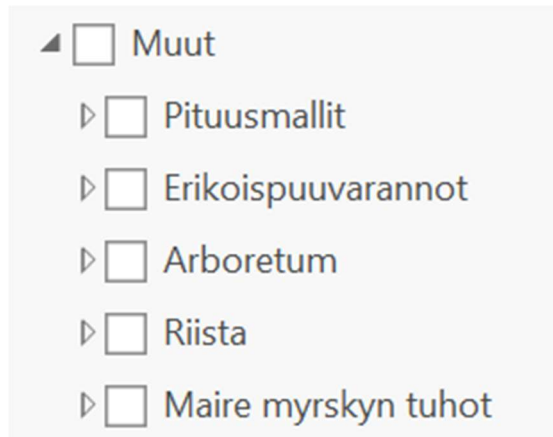 Muut
Pituusmallit
Erikoispuuvarannot
Arboretum
Riista
Maire myrskyn tuhot